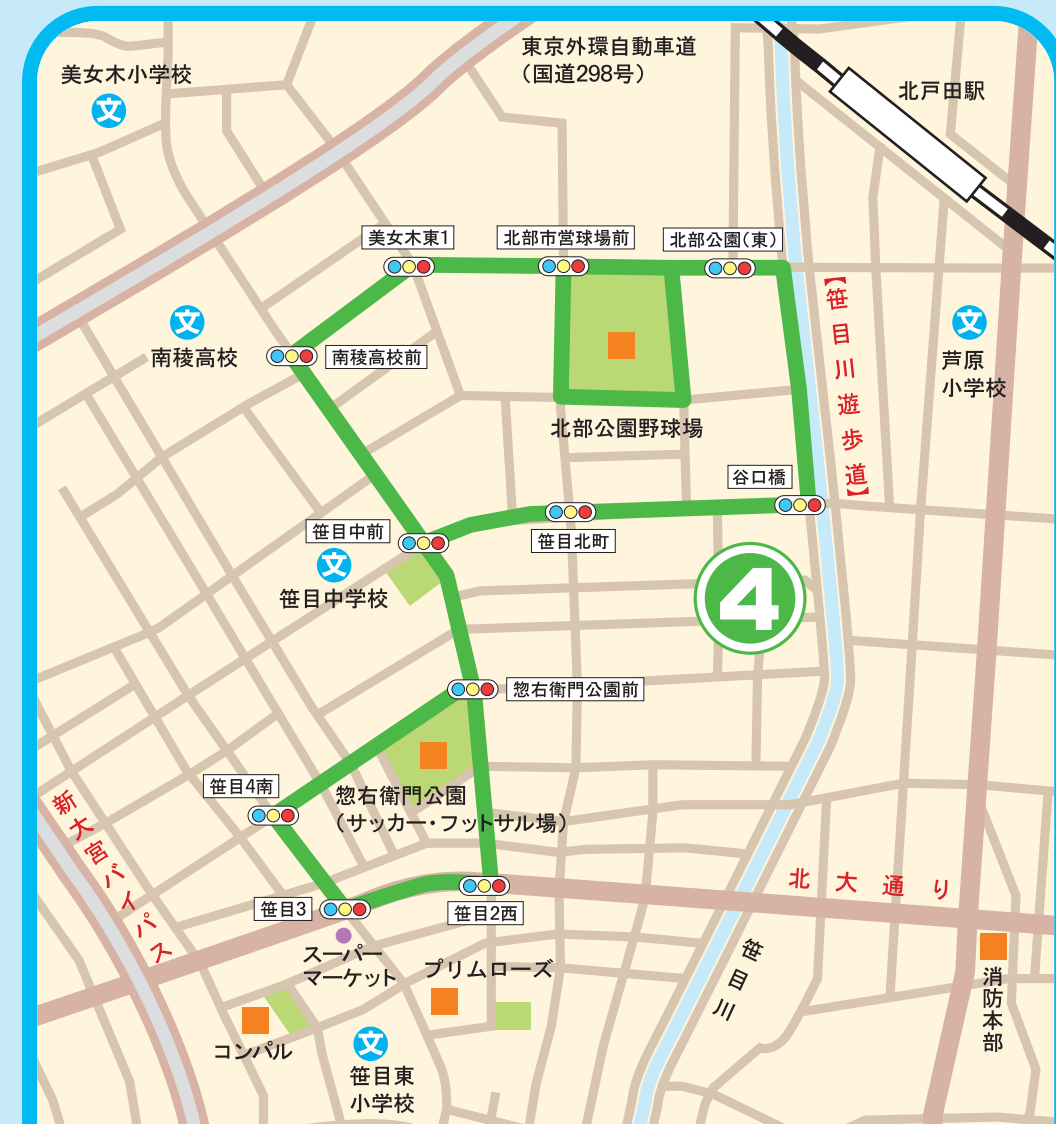 東京外環自動車道
（国道298号）
美女木小学校
文
北戸田駅
美女木東1
北部市営球場前
北部公園（東）
【笹目川遊歩道】
文
南稜高校
南稜高校前
文
芦原
小学校
北部公園野球場
谷口橋
笹目中前
笹目北町
文
笹目中学校
4
惣右衛門公園前
笹目4南
惣右衛門公園
（サッカー・フットサル場）
新大宮バイパス
北大通り
笹目3
笹目2西
スーパー
マーケット
プリムローズ
笹目川
消防本部
コンパル
文
笹目東
小学校